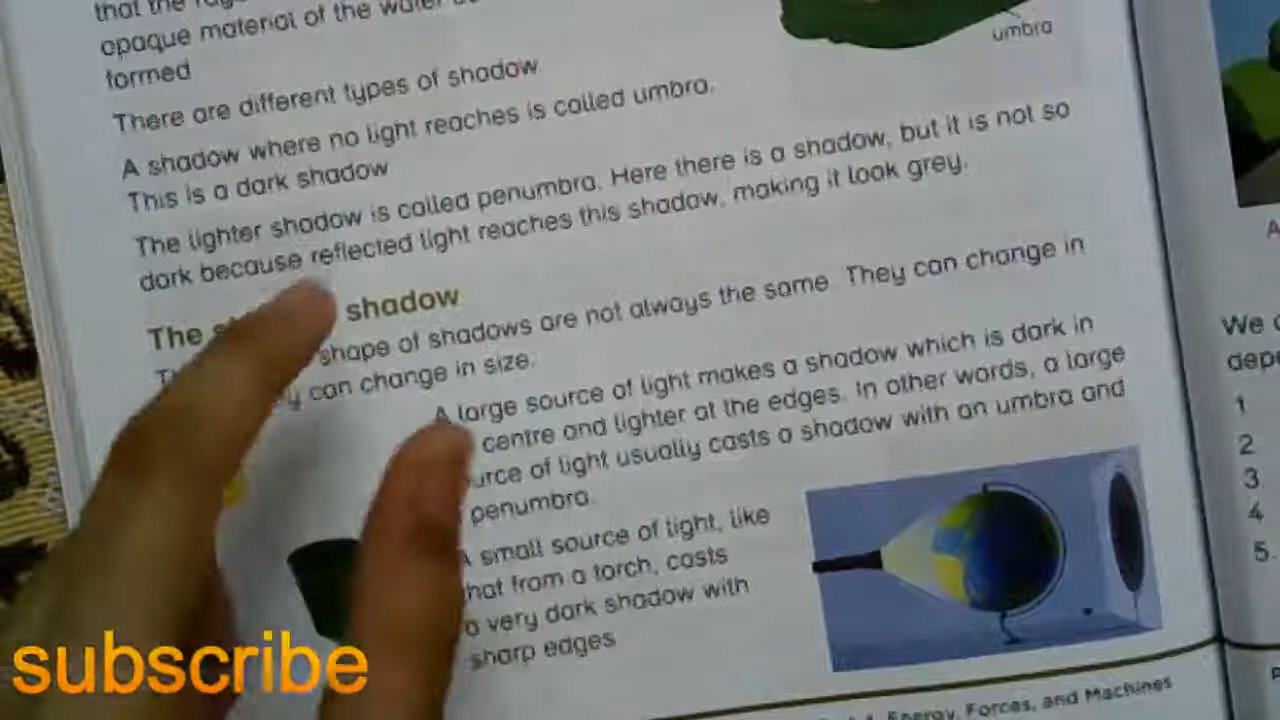 that the
opaque material of the water
formed
umbra
There are different types of shadow
A shadow where no light reaches is called umbra.
This is a dark shadow
The lighter shadow is called penumbra. Here there is a shadow, but it is not so
dark because reflected light reaches this shadow, making it look grey.
The shadow
shape of shadows are not always the same They can change in
can change in size.
A large source of light makes a shadow which is dark in
centre and lighter at the edges. In other words, a large
of light usually casts a shadow with an umbra and
penumbra.
small source of light, like
from a torch, casts
a very dark shadow with
sharp edges
Energy, Forces, and Machines
We
1
2
3
4
5.
subscribe